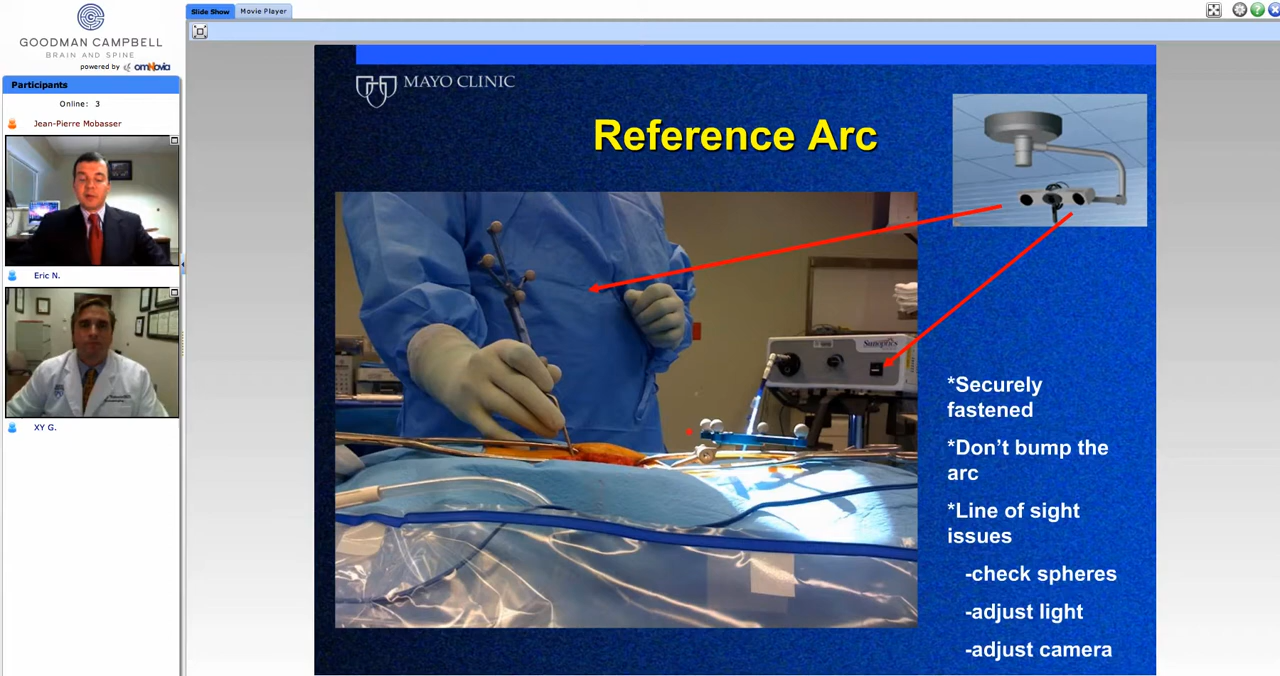 Slide Show
Movie Player
GOODMAN CAMPBELL
BRAIN AND SPINE
powered by omNovia
Participants
Online: 3
Jean-Pierre Mobasser
Eric N.
XY G.
MAYO CLINIC
Reference Arc
Sunoptics
*Securely
fastened
*Don't bump the
arc
*Line of sight
issues
-check spheres
-adjust light
-adjust camera